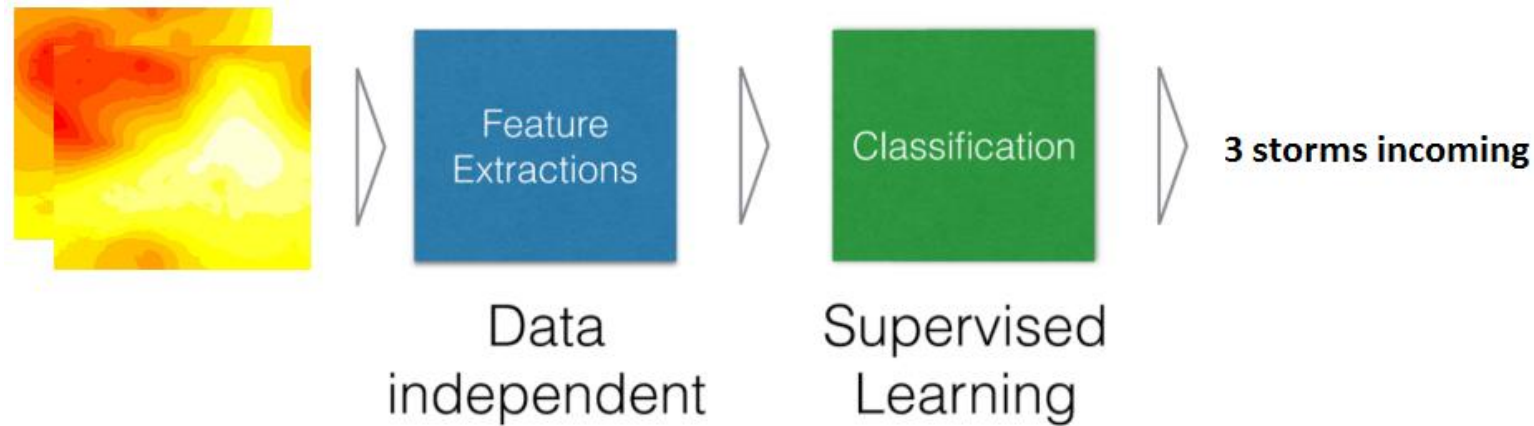 Feature
Extractions
Classification
3 storms incoming
Data
independent
Supervised
Learning